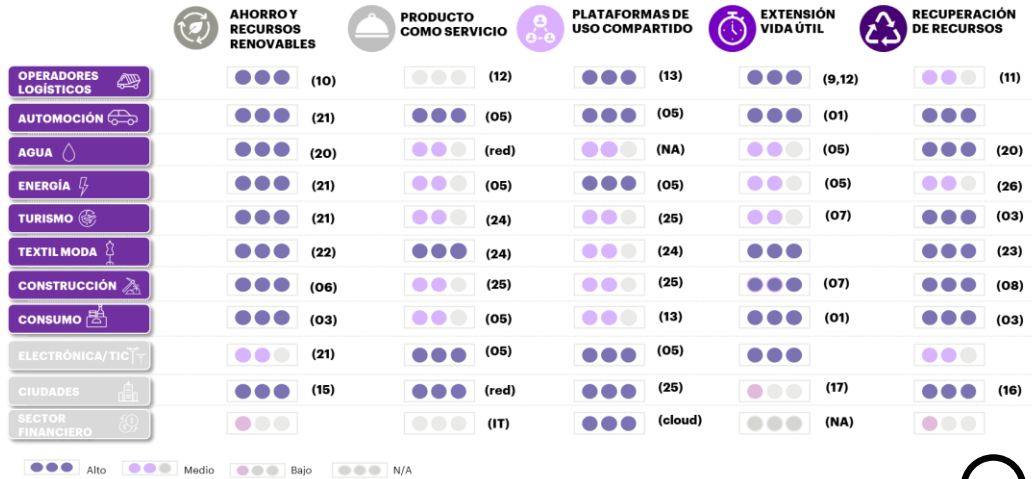 AHORRO Y
RECURSOS
RENOVABLES
PRODUCTO
COMO SERVICIO
PLATAFORMAS DE
USO COMPARTIDO
EXTENSIÓN
VIDA ÚTIL
RECUPERACIÓN
DE RECURSOS
OPERADORES
LOGÍSTICOS
(10) (12) (13) (9,12) (11)
AUTOMOCIÓN (21) (05) (05) (01)
AGUA (20) (red) (NA) (05) (20)
ENERGÍA (21) (05) (05) (05) (26)
TURISMO (21) (24) (25) (07) (03)
TEXTIL MODA (22) (24) (24) (23)
CONSTRUCCIÓN (06) (25) (25) (07) (08)
CONSUMO (03) (05) (13) (01) (03)
ELECTRÓNICA/ TIC (21) (05) (05)
CIUDADES (15) (red) (25) (17) (16)
SECTOR
FINANCIERO
(IT) (cloud) (NA)
Alto Medio Bajo N/A